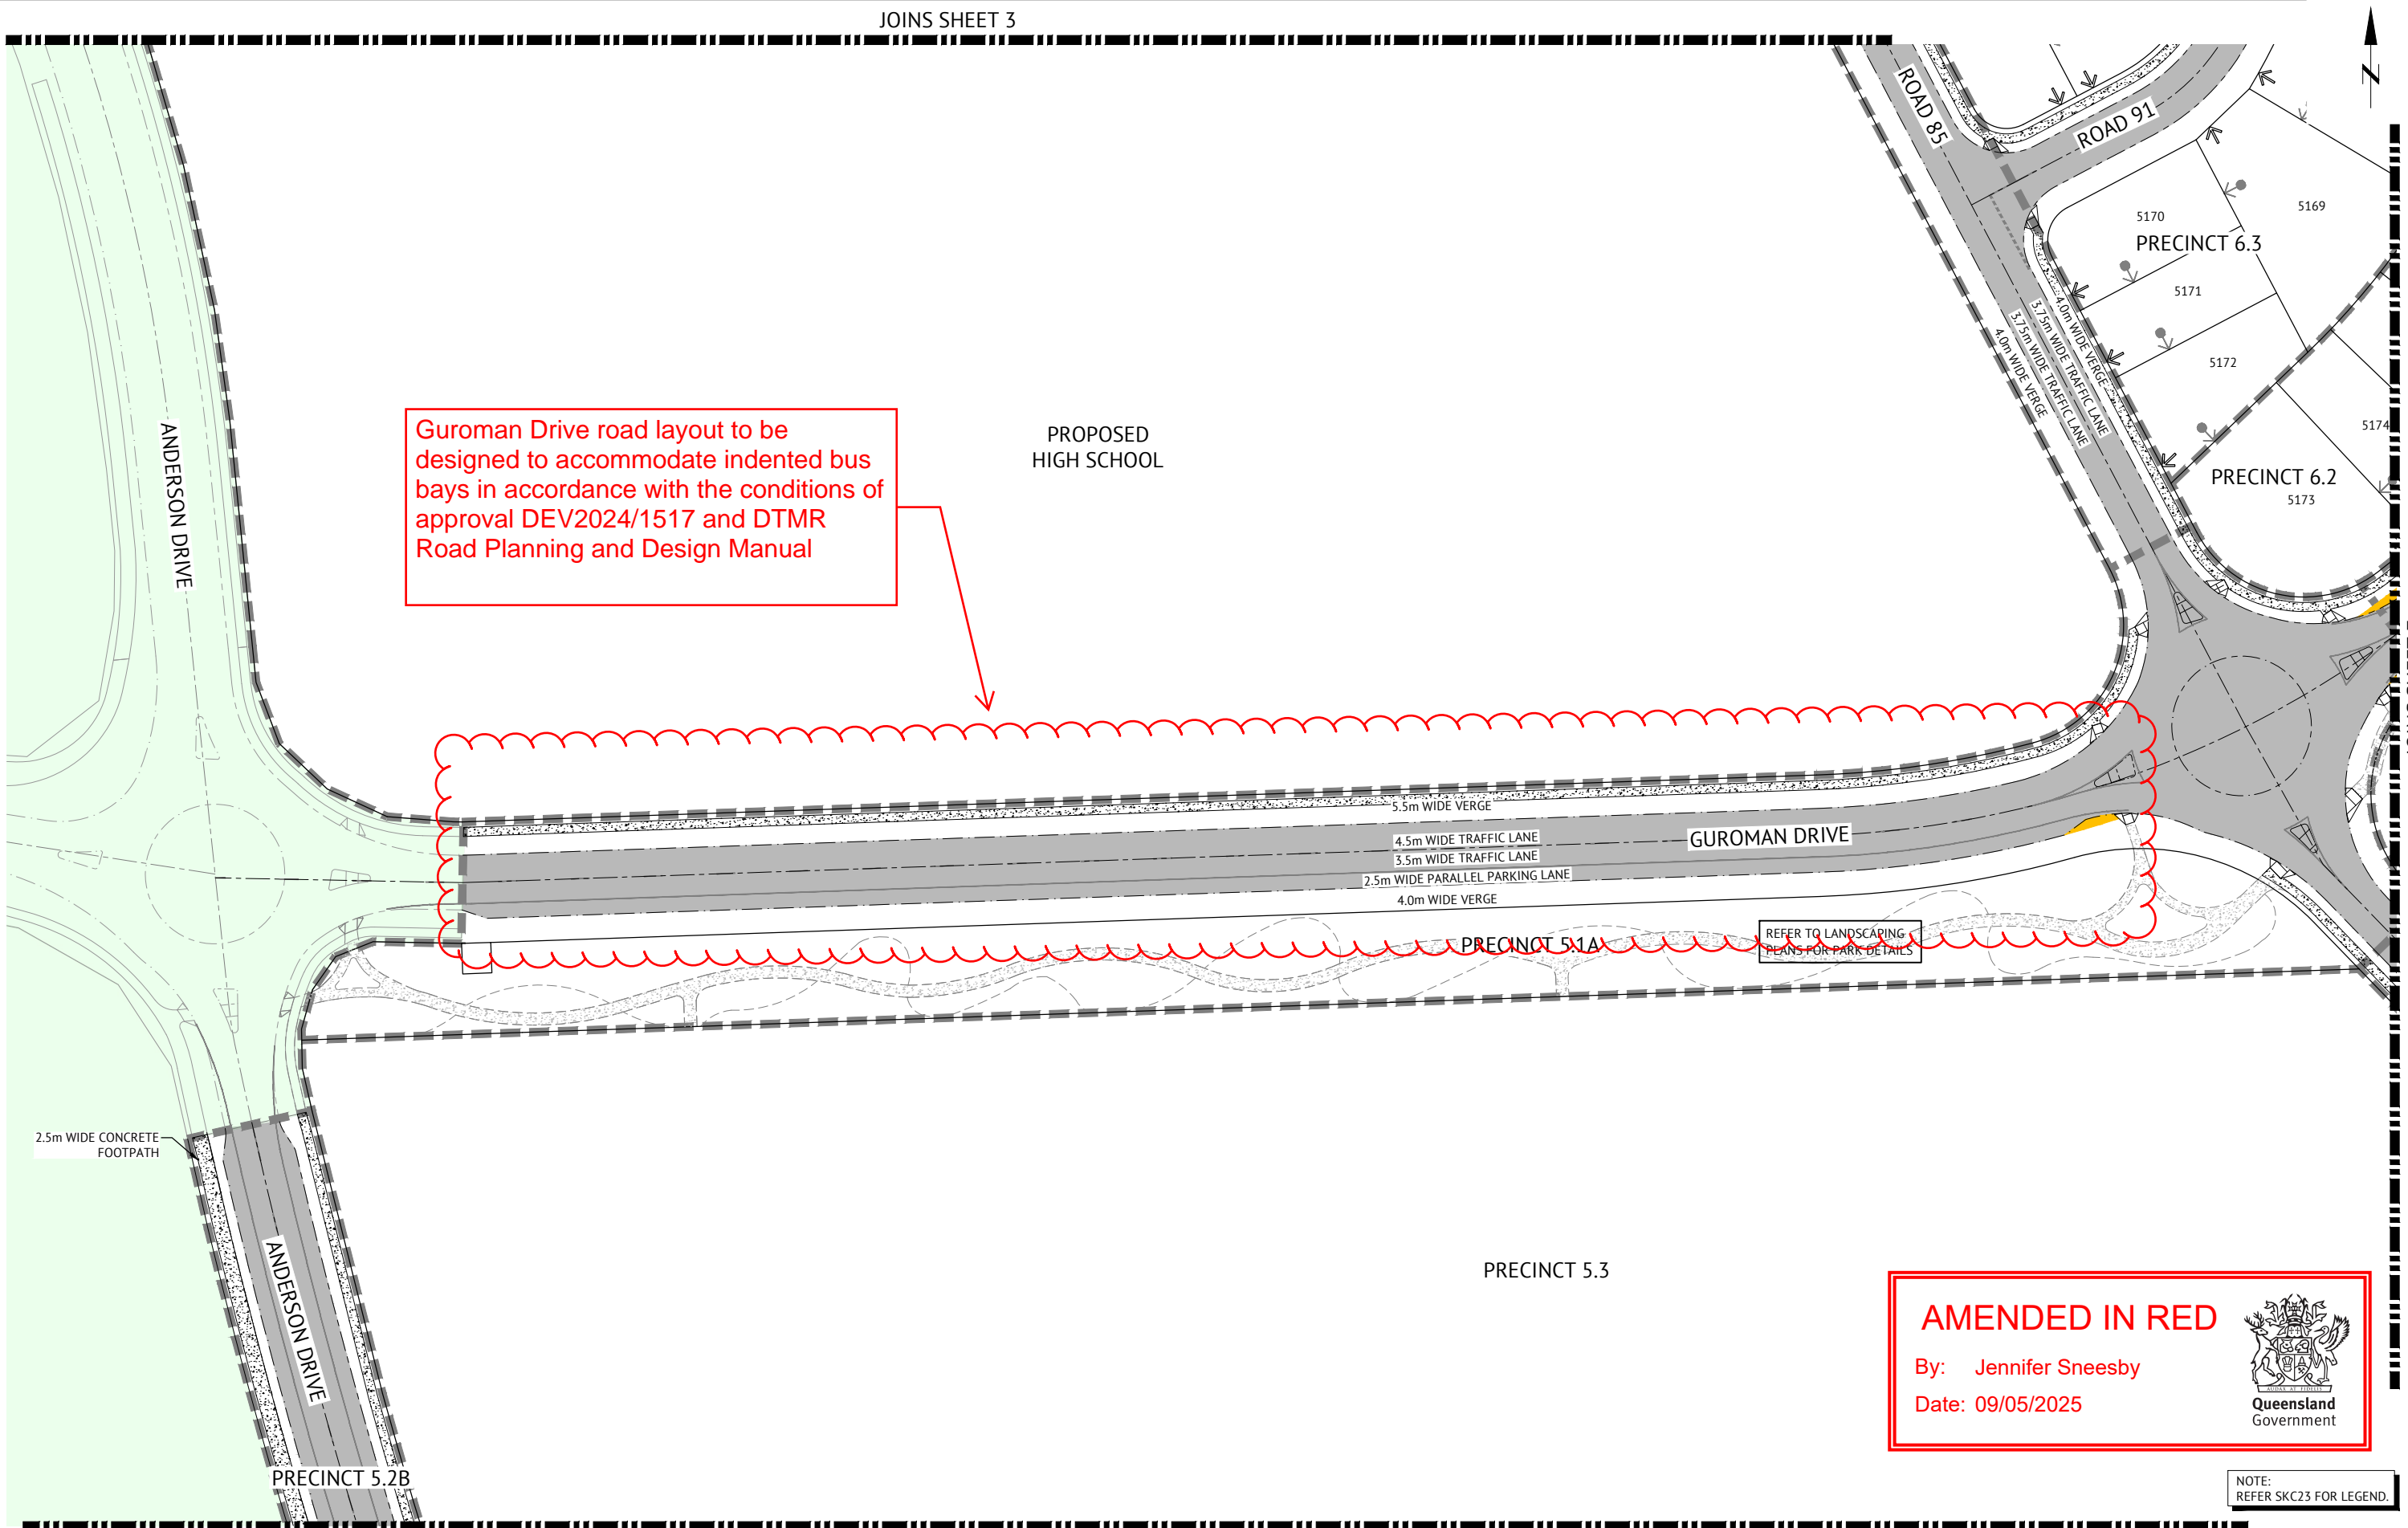 JOINS SHEET 3
N
ROAD 85
ROAD 91
5169
5170
PRECINCT 6.3
5171
5172
5174
PRECINCT 6.2
5173
4.0m WIDE VERGE
3.75m WIDE TRAFFIC LANE
3.75m WIDE TRAFFIC LANE
4.0m WIDE VERGE
ANDERSON DRIVE
Guroman Drive road layout to be
designed to accommodate indented bus
bays in accordance with the conditions of
approval DEV2024/1517 and DTMR
Road Planning and Design Manual
PROPOSED
HIGH SCHOOL
5.5m WIDE VERGE
4.5m WIDE TRAFFIC LANE
GUROMAN DRIVE
3.5m WIDE TRAFFIC LANE
2.5m WIDE PARALLEL PARKING LANE
4.0m WIDE VERGE
PRECINCT 5.1A
REFER TO LANDSCAPING
PLANS FOR PARK DETAILS
2.5m WIDE CONCRETE
FOOTPATH
ANDERSON DRIVE
PRECINCT 5.3
PRECINCT 5.2B
AMENDED IN RED
By: Jennifer Sneesby
Date: 09/05/2025
AUDAX AT FIDELIS
Queensland
Government
NOTE:
REFER SKC23 FOR LEGEND.